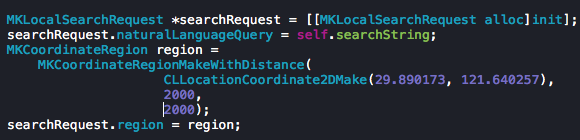 MKLocalSearchRequest *searchRequest = [[MKLocalSearchRequest alloc]init];
searchRequest.naturalLanguageQuery = self.searchString;
MKCoordinateRegion region =
    MKCoordinateRegionMakeWithDistance(
                    CLLocationCoordinate2DMake(29.890173, 121.640257),
                    2000,
                    2000);
searchRequest.region = region;